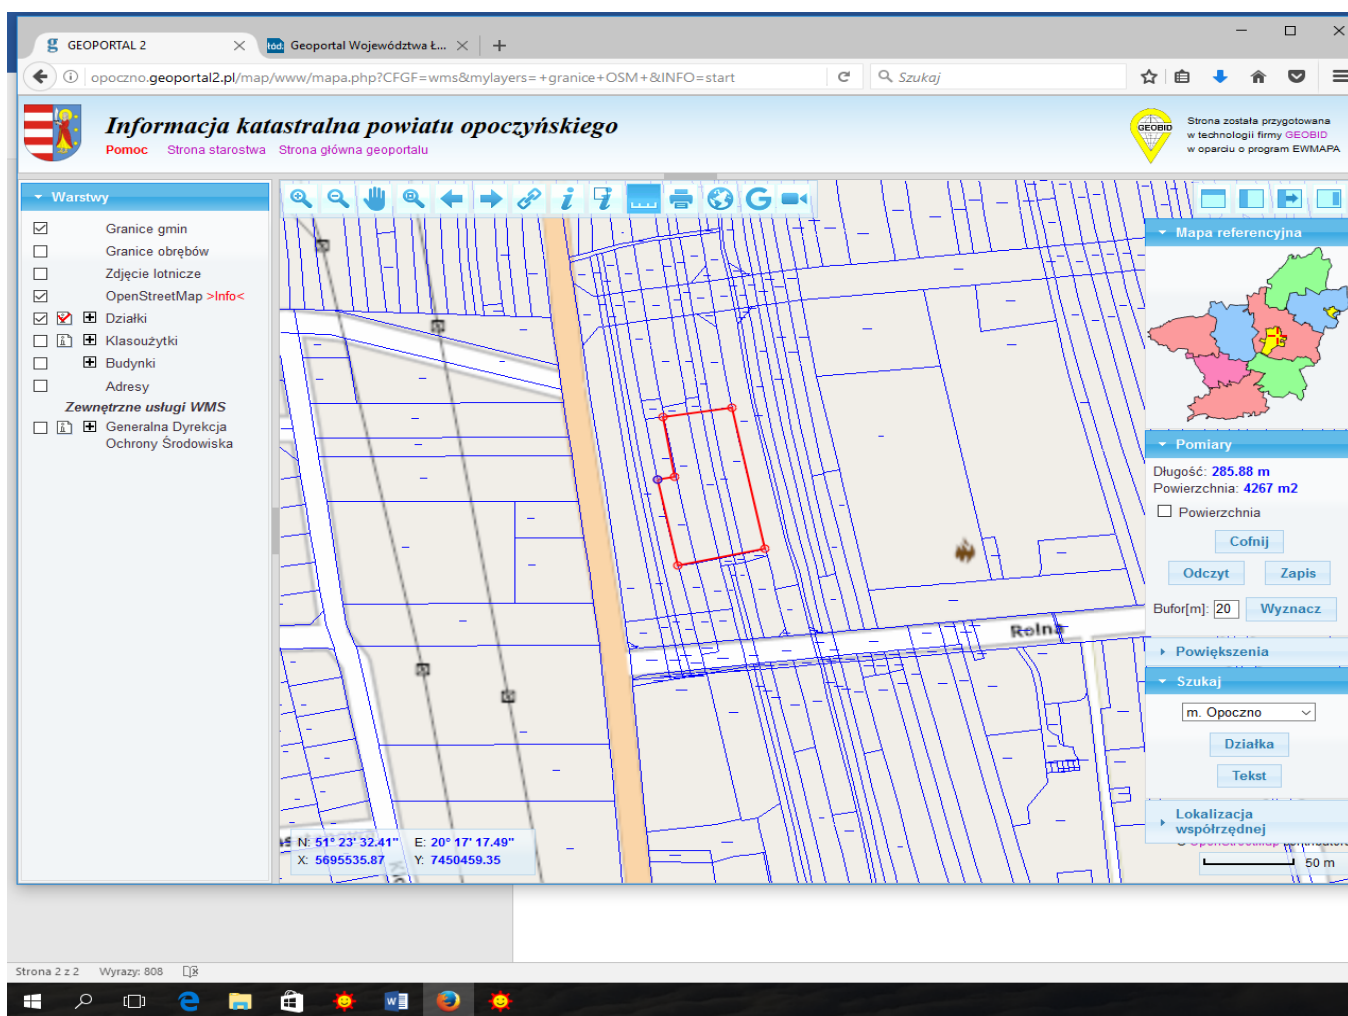 GEOPORTAL 2
Geoportal Województwa Ł...
opoczno.geoportal2.pl/map/www/mapa.php?CFGF=wms&mylayers=+granice+OSM+&INFO=start
Szukaj
Informacja katastralna powiatu opoczyńskiego
Pomoc Strona starostwa Strona główna geoportalu
GEOBID
Strona została przygotowana
w technologii firmy GEOBID
w oparciu o program EWMAPA
Warstwy
Granice gmin
Granice obrębów
Zdjęcie lotnicze
OpenStreetMap >Info<
Działki
Klasoużytki
Budynki
Adresy
Zewnętrzne usługi WMS
Generalna Dyrekcja
Ochrony Środowiska
Rolna
N: 51° 23' 32.41" E: 20° 17' 17.49"
X: 5695535.87 Y: 7450459.35
Mapa referencyjna
Pomiary
Długość: 285.88 m
Powierzchnia: 4267 m2
Powierzchnia
Cofnij
Odczyt Zapis
Bufor[m]: 20 Wyznacz
Powiększenia
Szukaj
m. Opoczno
Działka
Tekst
Lokalizacja
współrzędnej
50 m
Strona 2 z 2 Wyrazy: 808